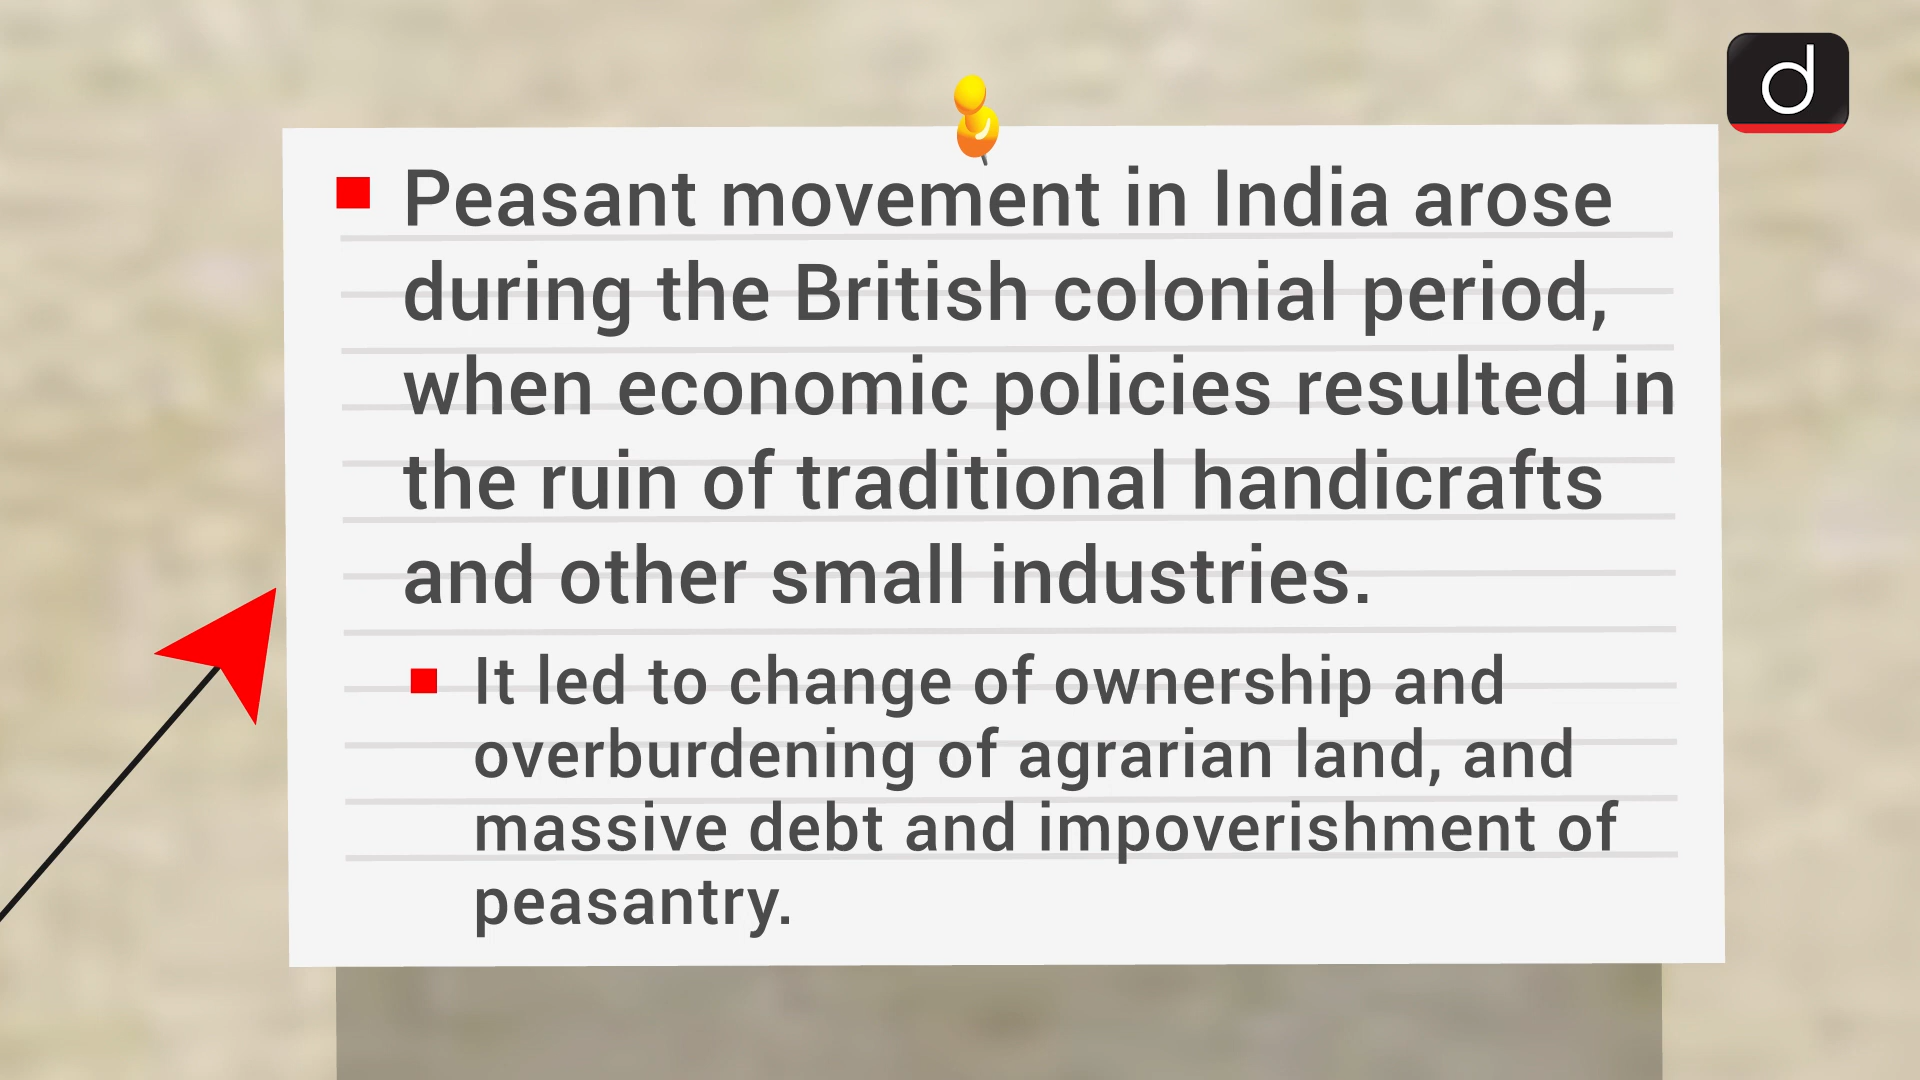 Peasant movement in India arose
during the British colonial period,
when economic policies resulted in
the ruin of traditional handicrafts
and other small industries.
It led to change of ownership and
overburdening of agrarian land, and
massive debt and impoverishment of
peasantry.
d